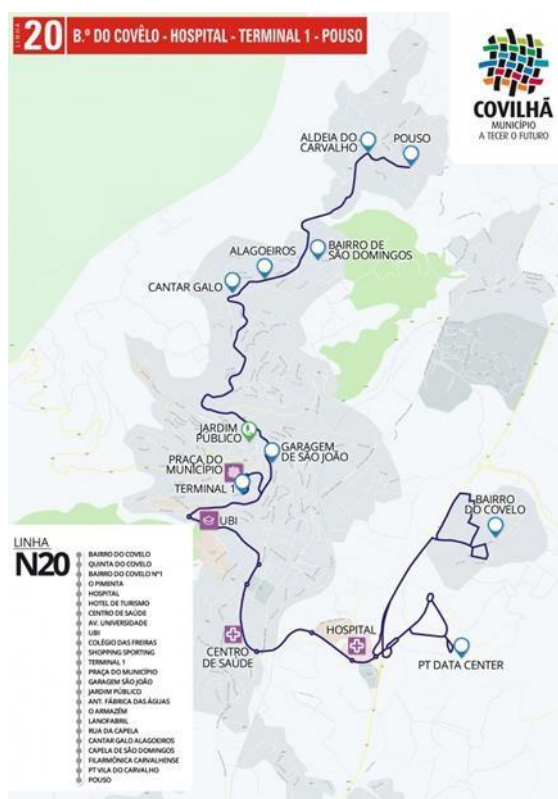 LINHA
20
B.º DO COVÊLO - HOSPITAL - TERMINAL 1 - POUSO
COVILHÃ
MUNICÍPIO
A TECER O FUTURO
ALDEIA DO
CARVALHO
POUSO
BAIRRO DE
SÃO DOMINGOS
ALAGOEIROS
CANTAR GALO
JARDIM
PÚBLICO
GARAGEM
DE SÃO JOÃO
PRAÇA DO
MUNICÍPIO
TERMINAL 1
UBI
BAIRRO
DO COVELO
HOSPITAL
CENTRO
DE SAÚDE
PT DATA CENTER
LINHA
N20
BAIRRO DO COVELO
QUINTA DO COVELO
BAIRRO DO COVELO Nº1
O PIMENTA
HOSPITAL
HOTEL DE TURISMO
CENTRO DE SAÚDE
AV. UNIVERSIDADE
UBI
COLÉGIO DAS FREIRAS
SHOPPING SPORTING
TERMINAL 1
PRAÇA DO MUNICÍPIO
GARAGEM SÃO JOÃO
JARDIM PÚBLICO
ANT. FÁBRICA DAS ÁGUAS
O ARMAZÉM
LANOFABRIL
RUA DA CAPELA
CANTAR GALO ALAGOEIROS
CAPELA DE SÃO DOMINGOS
FILARMÓNICA CARVALHENSE
PT VILA DO CARVALHO
POUSO